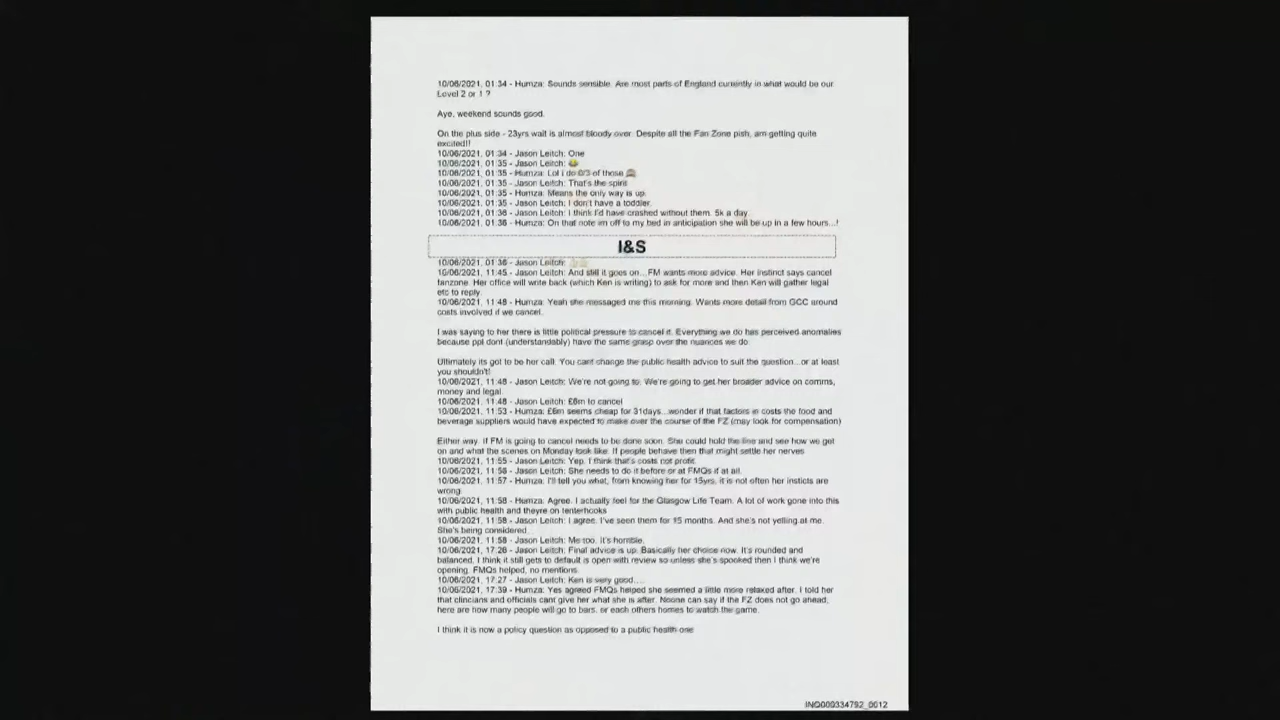 10/06/2021, 01:34 - Humza: Sounds sensible. Are most parts of England currently in what would be our
Level 2 or 1 ?
Aye, weekend sounds good.
On the plus side - 23yrs wait is almost bloody over. Despite all the Fan Zone pish, am getting quite
excited!!
10/06/2021, 01:34 - Jason Leitch: One
10/06/2021, 01:35 - Jason Leitch: 😂
10/06/2021, 01:35 - Humza: Lol i do 0/3 of those
10/06/2021, 01:35 - Jason Leitch: That's the spirit
10/06/2021, 01:35 - Humza: Means the only way is up.
10/06/2021, 01:35 - Jason Leitch: I don't have a toddler.
10/06/2021, 01:36 - Jason Leitch: I think I'd have crashed without them. 5k a day.
10/06/2021, 01:36 - Humza: On that note im off to my bed in anticipation she will be up in a few hours...!
I&S
10/06/2021, 01:36 - Jason Leitch:
10/06/2021, 11:45 - Jason Leitch: And still it goes on...FM wants more advice. Her instinct says cancel
fanzone. Her office will write back (which Ken is writing) to ask for more and then Ken will gather legal
etc to reply.
10/06/2021, 11:48 - Humza: Yeah she messaged me this morning. Wants more detail from GCC around
costs involved if we cancel.
I was saying to her there is little political pressure to cancel it. Everything we do has perceived anomalies
because ppl dont (understandably) have the same grasp over the nuances we do.
Ultimately its got to be her call. You cant change the public health advice to suit the question...or at least
you shouldn't!
10/06/2021, 11:48 - Jason Leitch: We're not going to. We're going to get her broader advice on comms,
money and legal.
10/06/2021, 11:48 - Jason Leitch: £6m to cancel
10/06/2021, 11:53 - Humza: £6m seems cheap for 31days...wonder if that factors in costs the food and
beverage suppliers would have expected to make over the course of the FZ (may look for compensation)
Either way. If FM is going to cancel needs to be done soon. She could hold the line and see how we get
on and what the scenes on Monday look like. If people behave then that might settle her nerves
10/06/2021, 11:55 - Jason Leitch: Yep. I think that's costs not profit.
10/06/2021, 11:56 - Jason Leitch: She needs to do it before or at FMQs if at all.
10/06/2021, 11:57 - Humza: I'll tell you what, from knowing her for 15yrs, it is not often her insticts are
wrong.
10/06/2021, 11:58 - Humza: Agree. I actually feel for the Glasgow Life Team. A lot of work gone into this
with public health and theyre on tenterhooks
10/06/2021, 11:58 - Jason Leitch: I agree. I've seen them for 15 months. And she's not yelling at me.
She's being considered.
10/06/2021, 11:58 - Jason Leitch: Me too. It's horrible.
10/06/2021, 17:26 - Jason Leitch: Final advice is up. Basically her choice now. It's rounded and
balanced, I think it still gets to default is open with review so unless she's spooked then I think we're
opening. FMQs helped, no mentions.
10/06/2021, 17:27 - Jason Leitch: Ken is very good....
10/06/2021, 17:39 - Humza: Yes agreed FMQs helped she seemed a little more relaxed after. I told her
that clincians and officials cant give her what she is after. Noone can say if the FZ does not go ahead,
here are how many people will go to bars, or each others homes to watch the game.
I think it is now a policy question as opposed to a public health one
INQ000334792_0012